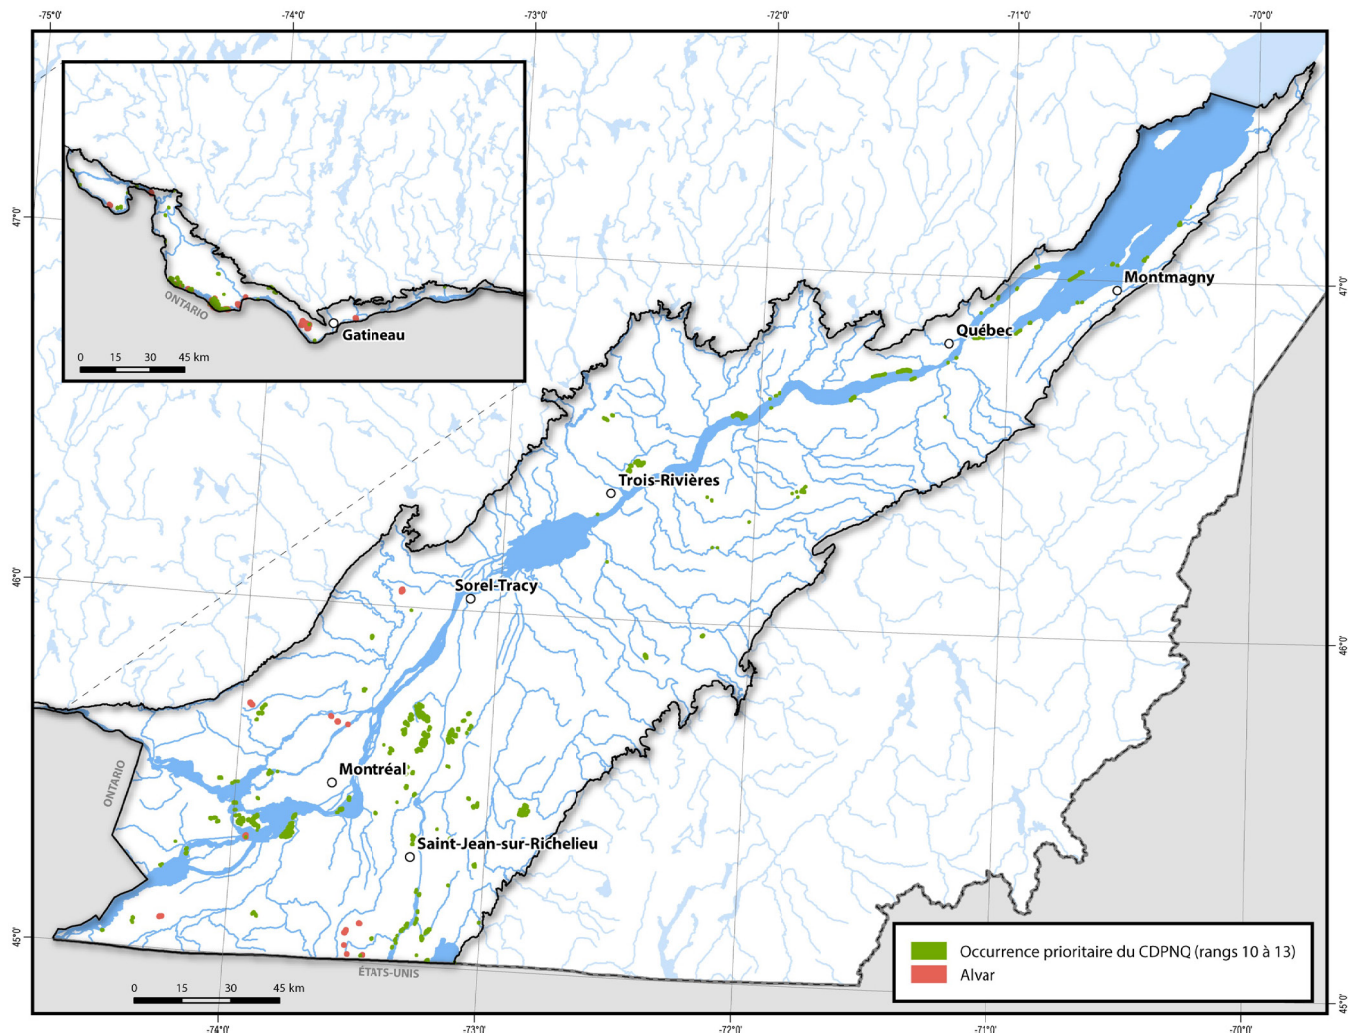 -75°0'
-74°0'
-73°0'
-72°0'
-71°0'
-70°0'
47°0'
47°0'
ONTARIO
Gatineau
0 15 30 45 km
Montmagny
Québec
Trois-Rivières
46°0'
Sorel-Tracy
46°0'
ONTARIO
Montréal
Saint-Jean-sur-Richelieu
45°0'
ÉTATS-UNIS
0 15 30 45 km
Occurrence prioritaire du CDPNQ (rangs 10 à 13)
Alvar
45°0'
-74°0'
-73°0'
-72°0'
-71°0'
-70°0'